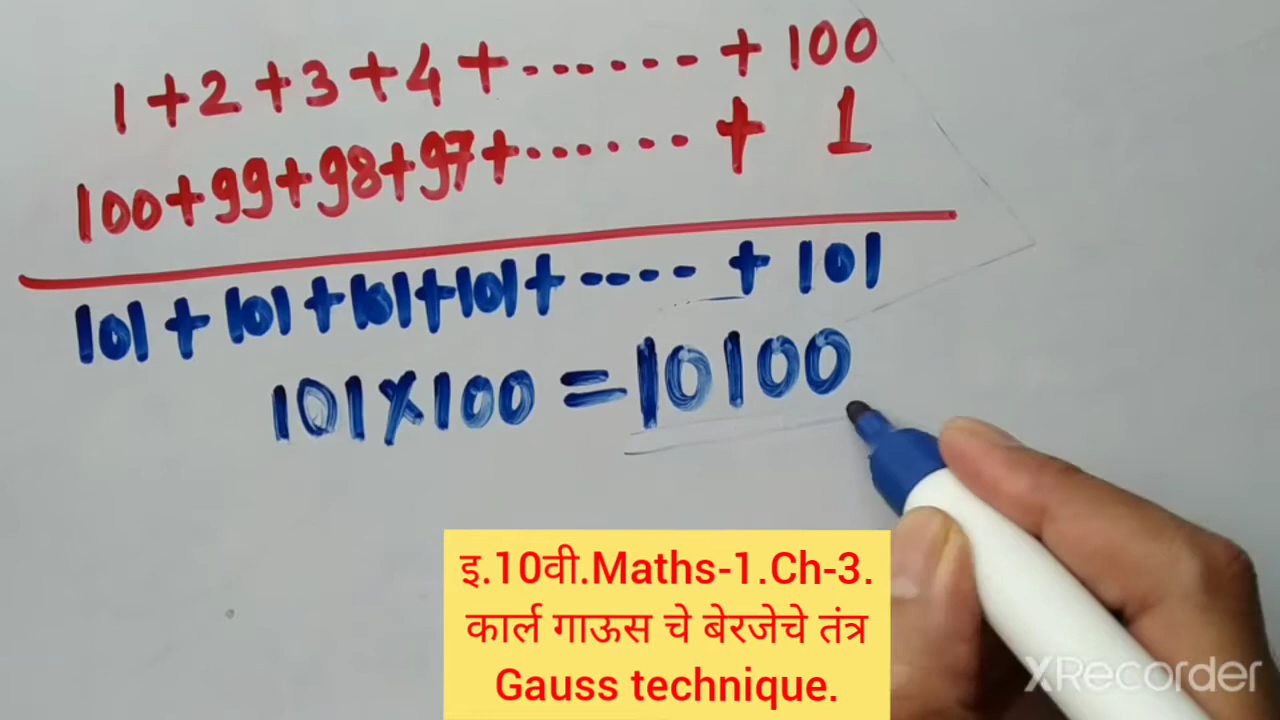 1+2+3+4+......+100
100+99+98+97+......+ 1
101+101+101+101+....+101
101×100=10100
इ.10वी.Maths-1.Ch-3.
कार्ल गाऊस चे बेरजेचे तंत्र
Gauss technique.
XRecorder